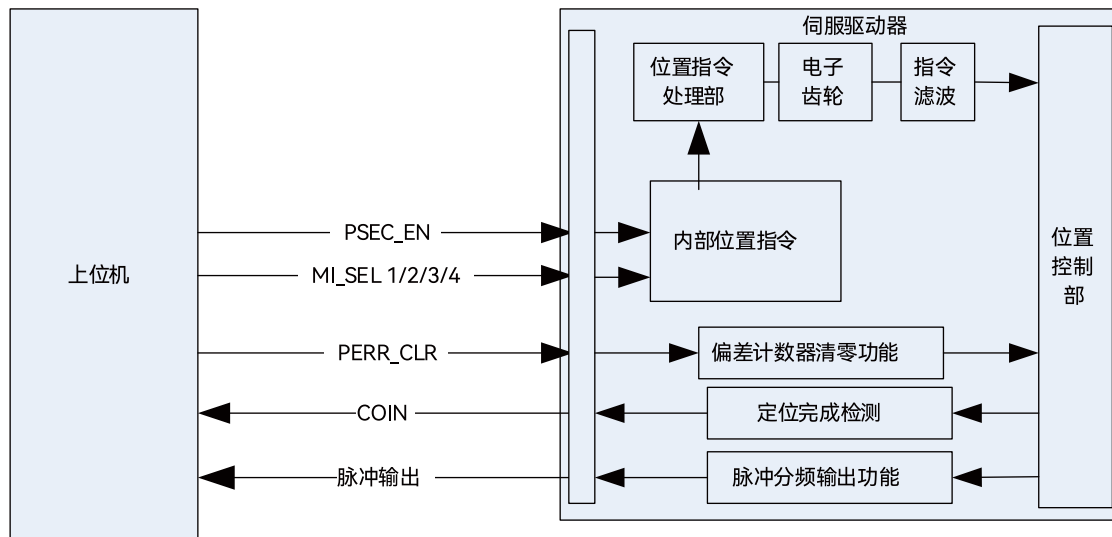 伺服驱动器
位置指令
处理部
电子
齿轮
指令
滤波
PSEC_EN
内部位置指令
位置
控制
部
上位机
MI_SEL 1/2/3/4
PERR_CLR
偏差计数器清零功能
COIN
定位完成检测
脉冲输出
脉冲分频输出功能